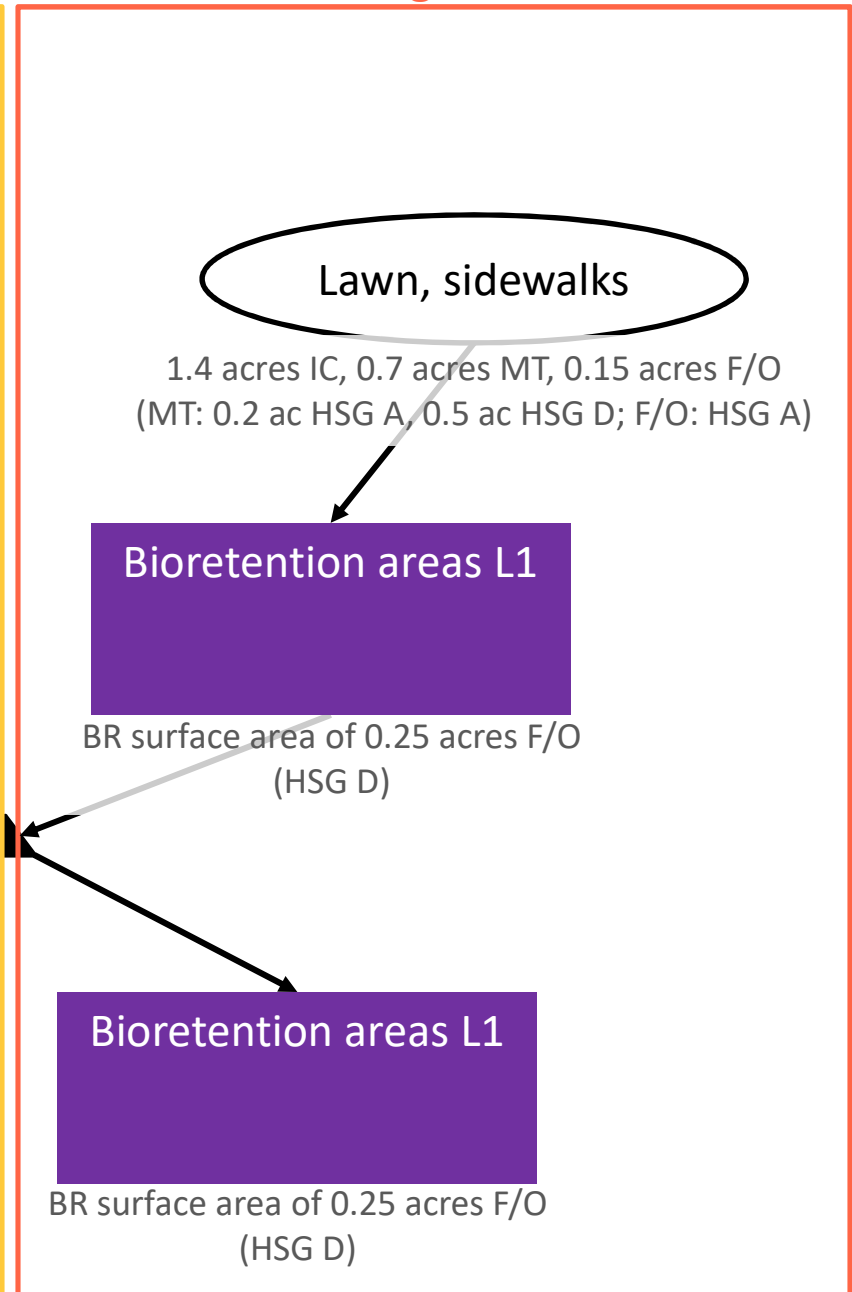 Lawn, sidewalks
1.4 acres IC, 0.7 acres MT, 0.15 acres F/O
(MT: 0.2 ac HSG A, 0.5 ac HSG D; F/O: HSG A)
Bioretention areas L1
BR surface area of 0.25 acres F/O
(HSG D)
Bioretention areas L1
BR surface area of 0.25 acres F/O
(HSG D)